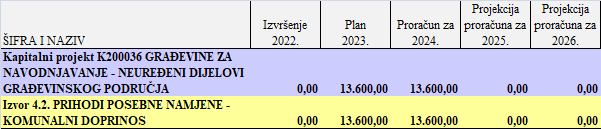 ŠIFRA I NAZIV Izvršenje 2022. Plan 2023. Proračun za 2024. Projekcija proračuna za 2025. Projekcija proračuna za 2026.
Kapitalni projekt K200036 GRAĐEVINE ZA
NAVODNJAVANJE - NEUREĐENI DIJELOVI
GRAĐEVINSKOG PODRUČJA 0,00 13.600,00 13.600,00 0,00 0,00
Izvor 4.2. PRIHODI POSEBNE NAMJENE -
KOMUNALNI DOPRINOS 0,00 13.600,00 13.600,00 0,00 0,00